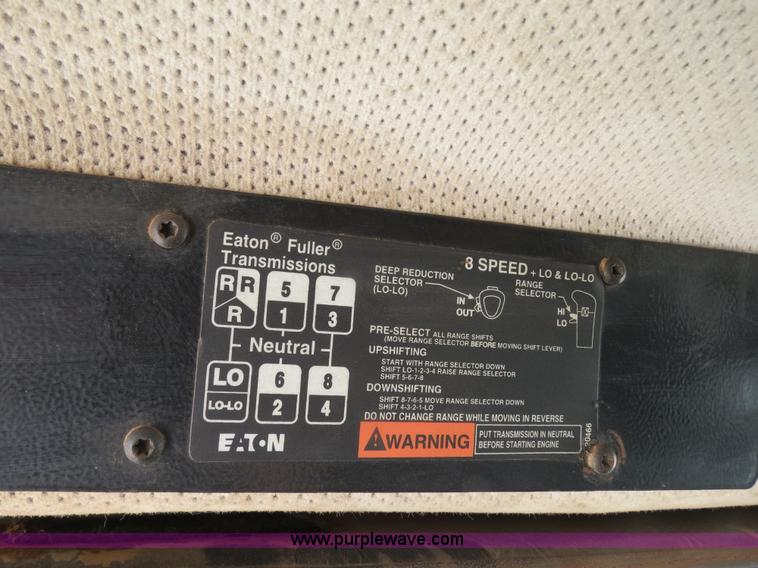 Eaton® Fuller®
Transmissions
8 SPEED + LO & LO-LO
DEEP REDUCTION
SELECTOR
(LO-LO)
IN
OUT
RANGE
SELECTOR
HI
LO
R R 5 7
R 1 3
Neutral
LO 6 8
LO-LO 2 4
PRE-SELECT ALL RANGE SHIFTS
(MOVE RANGE SELECTOR BEFORE MOVING SHIFT LEVER)
UPSHIFTING
START WITH RANGE SELECTOR DOWN
SHIFT LO-1-2-3-4 RAISE RANGE SELECTOR
SHIFT 5-6-7-8
DOWNSHIFTING
SHIFT 8-7-6-5 MOVE RANGE SELECTOR DOWN
SHIFT 4-3-2-1-LO
DO NOT CHANGE RANGE WHILE MOVING IN REVERSE
EATON
WARNING
PUT TRANSMISSION IN NEUTRAL
BEFORE STARTING ENGINE
20466
www.purplewave.com